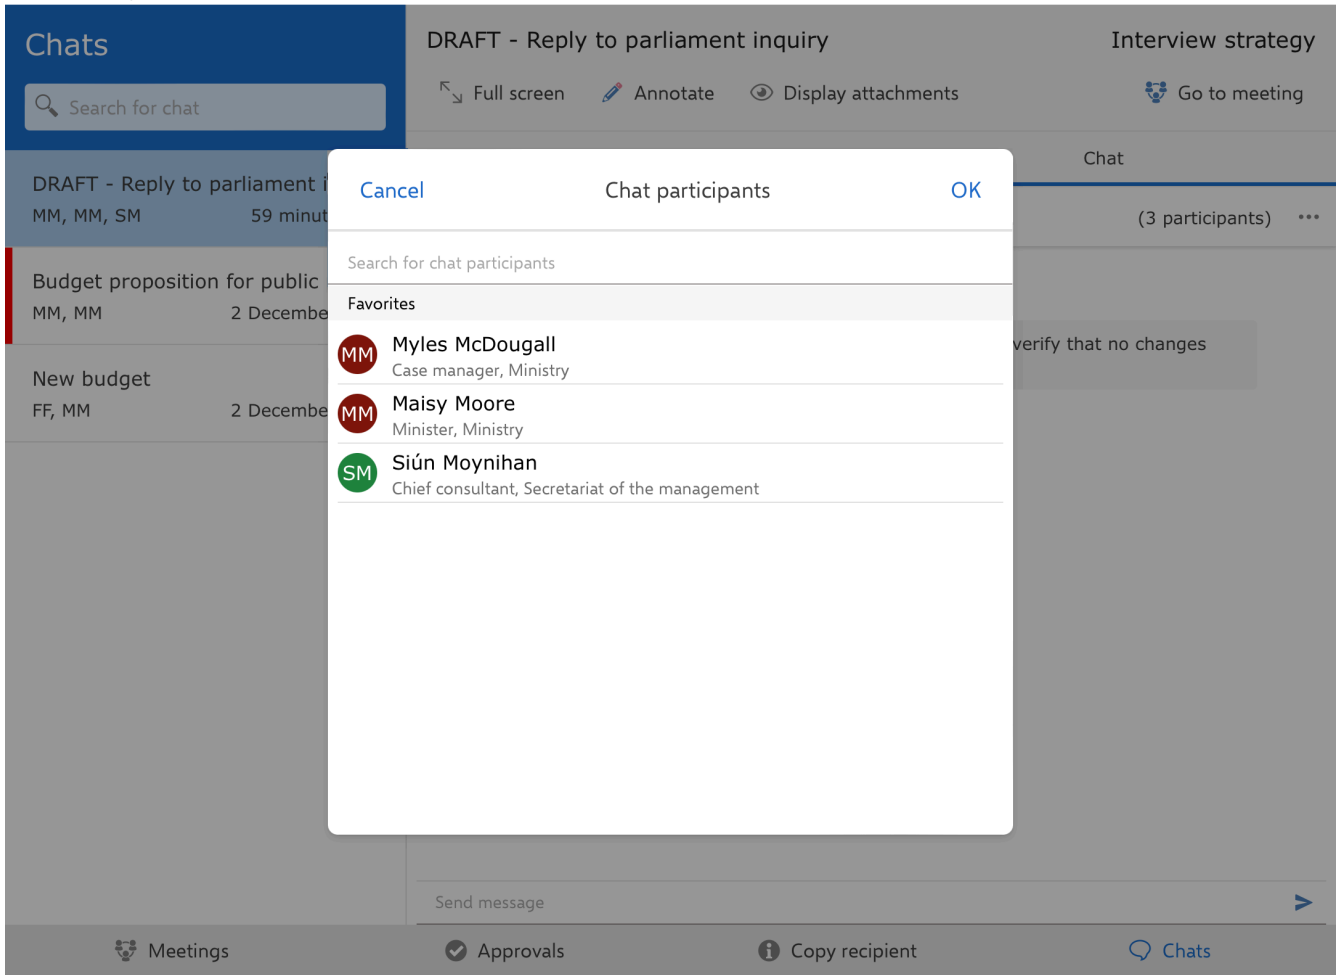 Chats
Search for chat
DRAFT - Reply to parliament i
MM, MM, SM 59 minut
Budget proposition for public
MM, MM 2 Decembe
New budget
FF, MM 2 Decembe
DRAFT - Reply to parliament inquiry Interview strategy
Full screen Annotate Display attachments Go to meeting
Chat
(3 participants) •••
verify that no changes
Cancel Chat participants OK
Search for chat participants
Favorites
MM Myles McDougall
Case manager, Ministry
MM Maisy Moore
Minister, Ministry
SM Siún Moynihan
Chief consultant, Secretariat of the management
Send message
Meetings Approvals Copy recipient Chats